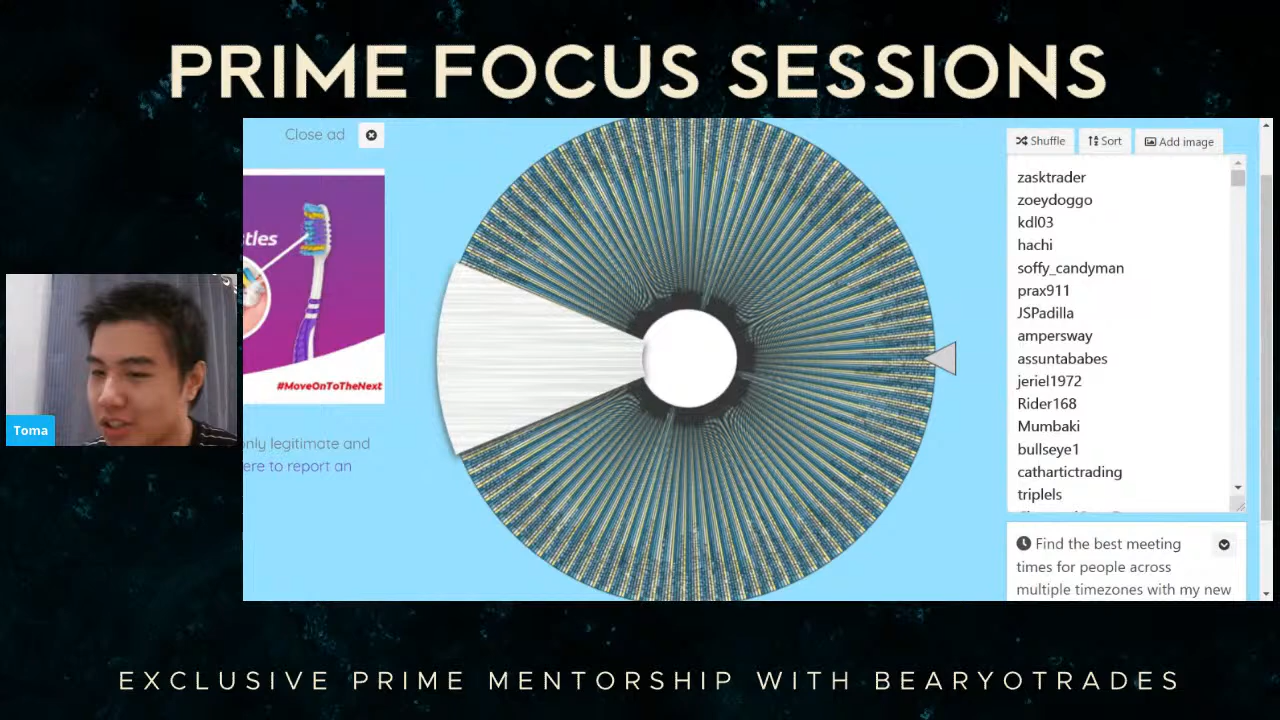 PRIME FOCUS SESSIONS
Close ad
tles
#MoveOnToTheNext
only legitimate and
ere to report an
Toma
Shuffle
Sort
Add image
zasktrader
zoeydoggo
kdl03
hachi
soffy_candyman
prax911
JSPadilla
ampersway
assuntababes
jeriel1972
Rider168
Mumbaki
bullseye1
cathartictrading
triplels
Find the best meeting
times for people across
multiple timezones with my new
EXCLUSIVE PRIME MENTORSHIP WITH BEARYOTRADES